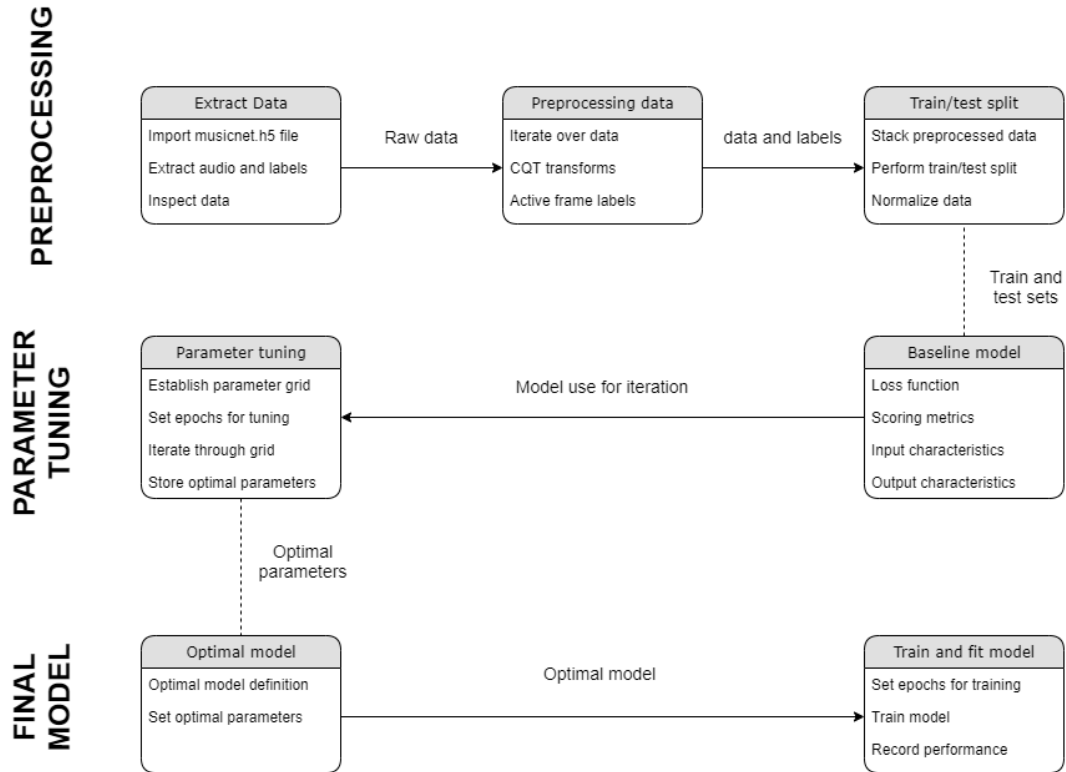 PREPROCESSING
Extract Data
Import musicnet.h5 file
Extract audio and labels
Inspect data
Raw data
Preprocessing data
Iterate over data
CQT transforms
Active frame labels
data and labels
Train/test split
Stack preprocessed data
Perform train/test split
Normalize data
Train and
test sets
PARAMETER
TUNING
Parameter tuning
Establish parameter grid
Set epochs for tuning
Iterate through grid
Store optimal parameters
Model use for iteration
Baseline model
Loss function
Scoring metrics
Input characteristics
Output characteristics
Optimal
parameters
FINAL
MODEL
Optimal model
Optimal model definition
Set optimal parameters
Optimal model
Train and fit model
Set epochs for training
Train model
Record performance